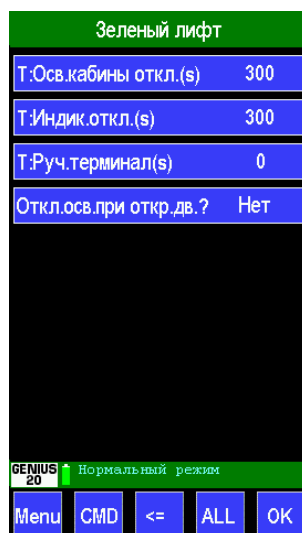 Зеленый лифт
Т:Осв.кабины откл.(s) 300
Т:Индик.откл.(s) 300
Т:Руч.терминал(s) 0
Откл.осв.при откр.дв.? Нет
GENIUS
20
Нормальный режим
Menu CMD <= ALL OK